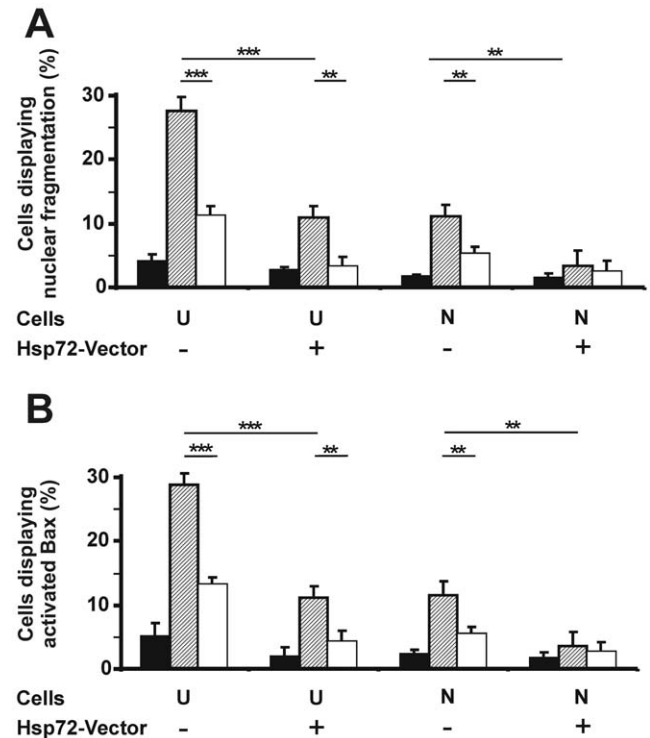 A
*** **
*** ** **
Cells displaying
nuclear fragmentation (%)
30
20
10
0
Cells U U N N
Hsp72-Vector - + - +
B
*** **
*** ** **
Cells displaying
activated Bax (%)
30
20
10
0
Cells U U N N
Hsp72-Vector - + - +